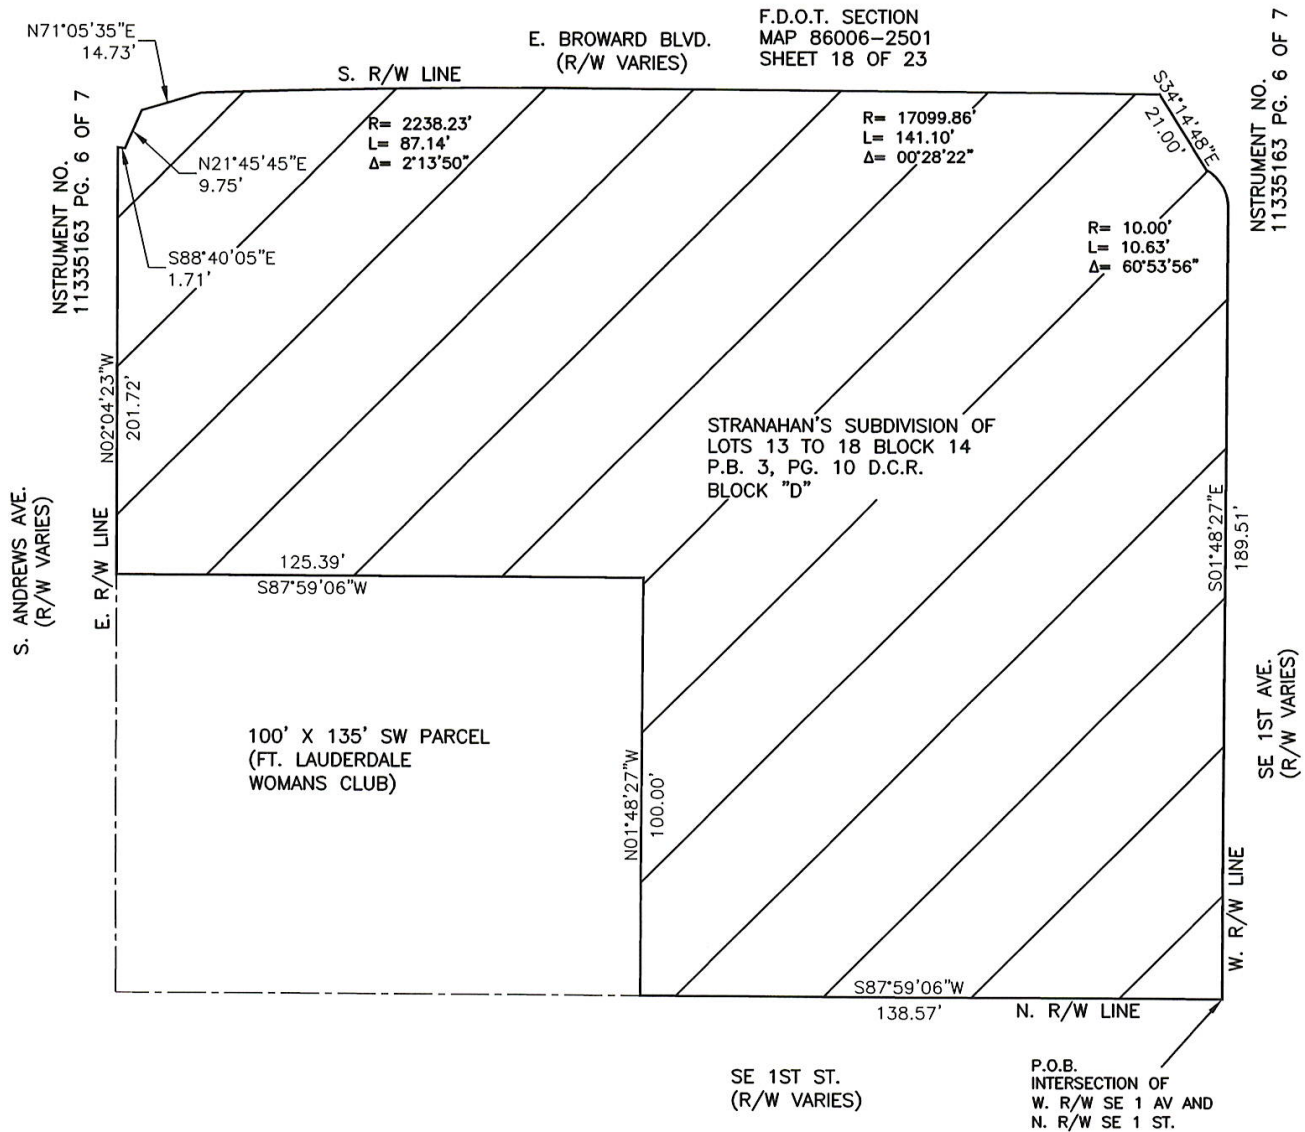 N71°05'35"E
14.73'
E. BROWARD BLVD.
(R/W VARIES)
F.D.O.T. SECTION
MAP 86006-2501
SHEET 18 OF 23
S. R/W LINE
NSTRUMENT NO.
11335163 PG. 6 OF 7
N21°45'45"E
9.75'
S88°40'05"E
1.71'
R= 2238.23'
L= 87.14'
Δ= 2°13'50"
R= 17099.86'
L= 141.10'
Δ= 00°28'22"
S34°14'48"E
21.00'
NSTRUMENT NO.
11335163 PG. 6 OF 7
R= 10.00'
L= 10.63'
Δ= 60°53'56"
N02°04'23"W
201.72'
STRANAHAN'S SUBDIVISION OF
LOTS 13 TO 18 BLOCK 14
P.B. 3, PG. 10 D.C.R.
BLOCK "D"
S. ANDREWS AVE.
(R/W VARIES)
E. R/W LINE
125.39'
S87°59'06"W
S01°48'27"E
189.51'
SE 1ST AVE.
(R/W VARIES)
100' X 135' SW PARCEL
(FT. LAUDERDALE
WOMANS CLUB)
N01°48'27"W
100.00'
W. R/W LINE
S87°59'06"W
138.57'
N. R/W LINE
SE 1ST ST.
(R/W VARIES)
P.O.B.
INTERSECTION OF
W. R/W SE 1 AV AND
N. R/W SE 1 ST.